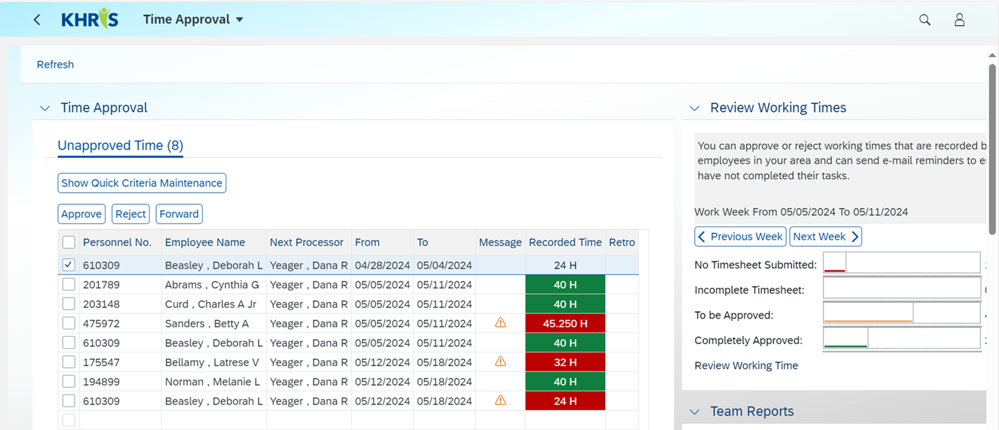 KHRIS Time Approval
Refresh
Time Approval
Unapproved Time (8)
Show Quick Criteria Maintenance
Approve Reject Forward
Personnel No. Employee Name Next Processor From To Message Recorded Time Retro
610309 Beasley , Deborah L Yeager , Dana R 04/28/2024 05/04/2024 24 H
201789 Abrams , Cynthia G Yeager , Dana R 05/05/2024 05/11/2024 40 H
203148 Curd , Charles A Jr Yeager , Dana R 05/05/2024 05/11/2024 40 H
475972 Sanders , Betty A Yeager , Dana R 05/05/2024 05/11/2024 45.250 H
610309 Beasley , Deborah L Yeager , Dana R 05/05/2024 05/11/2024 40 H
175547 Bellamy , Latrese V Yeager , Dana R 05/12/2024 05/18/2024 32 H
194899 Norman , Melanie L Yeager , Dana R 05/12/2024 05/18/2024 40 H
610309 Beasley , Deborah L Yeager , Dana R 05/12/2024 05/18/2024 24 H
Review Working Times
You can approve or reject working times that are recorded
employees in your area and can send e-mail reminders to
have not completed their tasks.
Work Week From 05/05/2024 To 05/11/2024
Previous Week Next Week
No Timesheet Submitted:
Incomplete Timesheet:
To be Approved:
Completely Approved:
Review Working Time
Team Reports